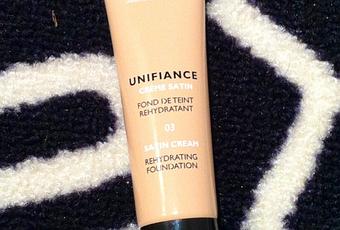 UNIFIANCE
CRÈME SATIN
FOND DE TEINT
REHYDRATANT
03
SATIN CREAM
REHYDRATING
FOUNDATION